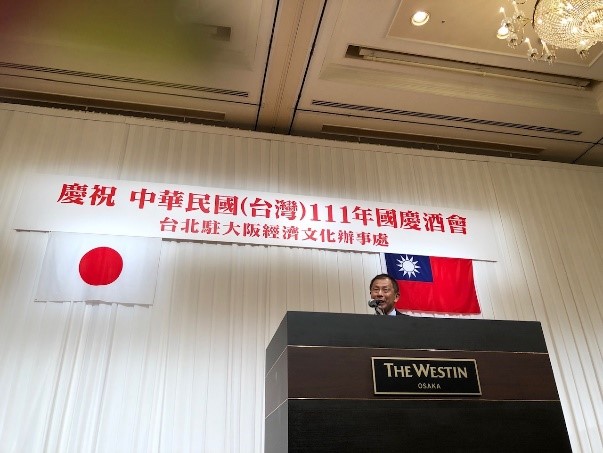 慶祝 中華民國(台灣)111年國慶酒會
台北駐大阪經濟文化辦事處
THE WESTIN
OSAKA